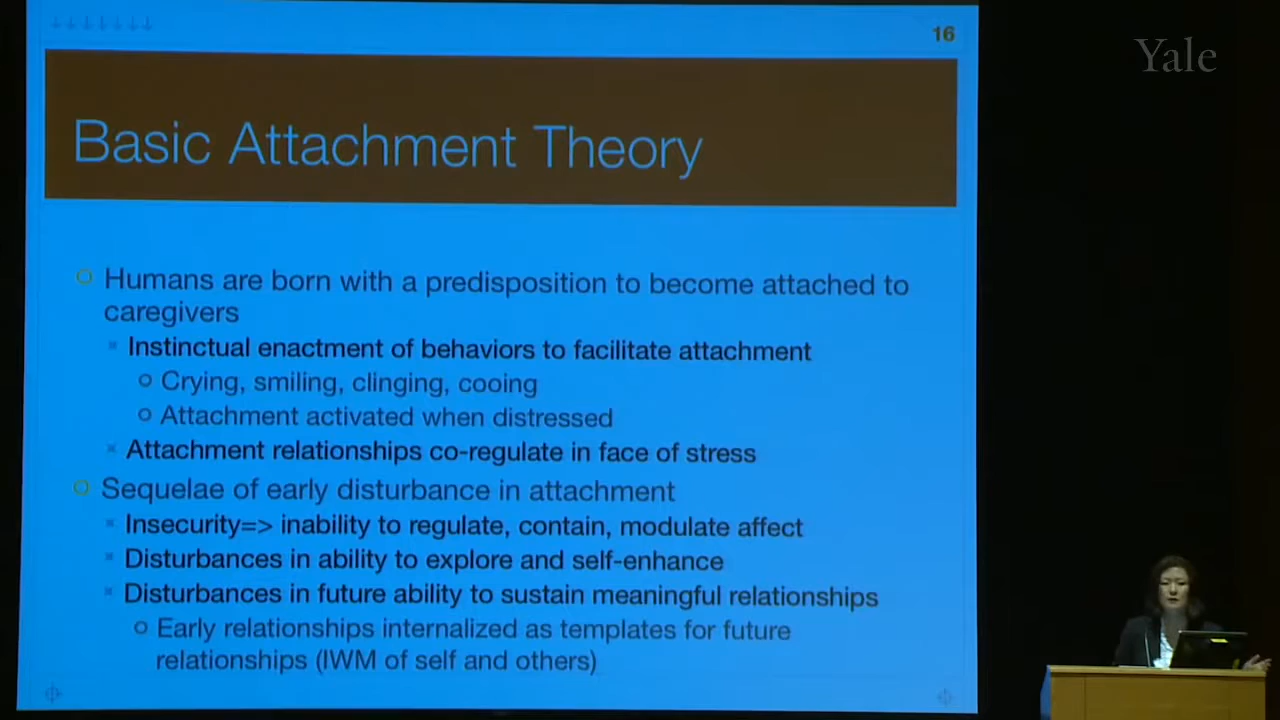 16
Yale
Basic Attachment Theory
Humans are born with a predisposition to become attached to
caregivers
Instinctual enactment of behaviors to facilitate attachment
Crying, smiling, clinging, cooing
Attachment activated when distressed
Attachment relationships co-regulate in face of stress
Sequelae of early disturbance in attachment
Insecurity=> inability to regulate, contain, modulate affect
Disturbances in ability to explore and self-enhance
Disturbances in future ability to sustain meaningful relationships
Early relationships internalized as templates for future
relationships (IWM of self and others)